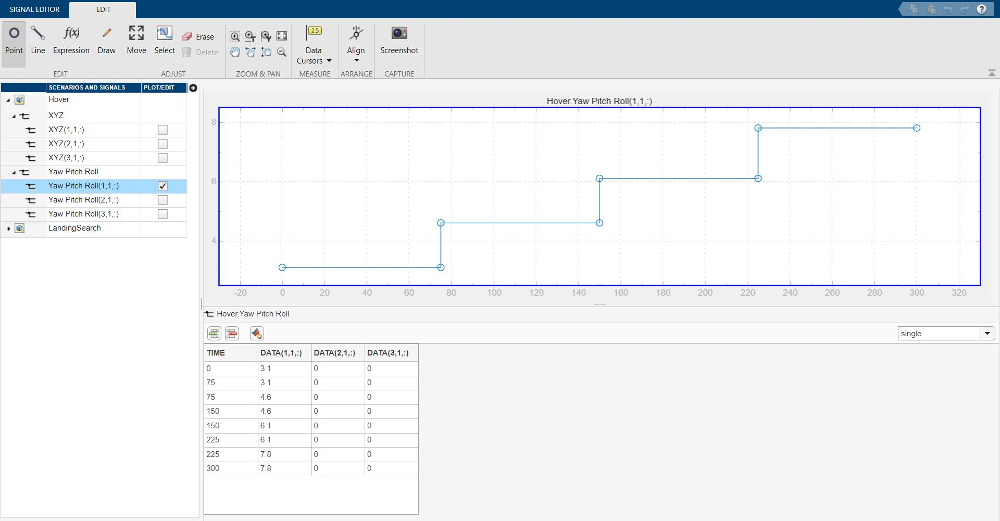 SIGNAL EDITOR EDIT
Point Line Expression Draw Move Select Erase Delete Data Cursors Align Screenshot
f(x) 2.5 T Y ?
EDIT ADJUST ZOOM & PAN MEASURE ARRANGE CAPTURE
SCENARIOS AND SIGNALS PLOT/EDIT
Hover
XYZ
XYZ(1,1,:)
XYZ(2,1,:)
XYZ(3,1,:)
Yaw Pitch Roll
Yaw Pitch Roll(1,1,:)
Yaw Pitch Roll(2,1,:)
Yaw Pitch Roll(3,1,:)
LandingSearch
Hover.Yaw Pitch Roll(1,1,:)
8
6
4
-20 0 20 40 60 80 100 120 140 160 180 200 220 240 260 280 300 320
Hover.Yaw Pitch Roll
single
TIME DATA(1,1,:) DATA(2,1,:) DATA(3,1,:)
0 3.1 0 0
75 3.1 0 0
75 4.6 0 0
150 4.6 0 0
150 6.1 0 0
225 6.1 0 0
225 7.8 0 0
300 7.8 0 0